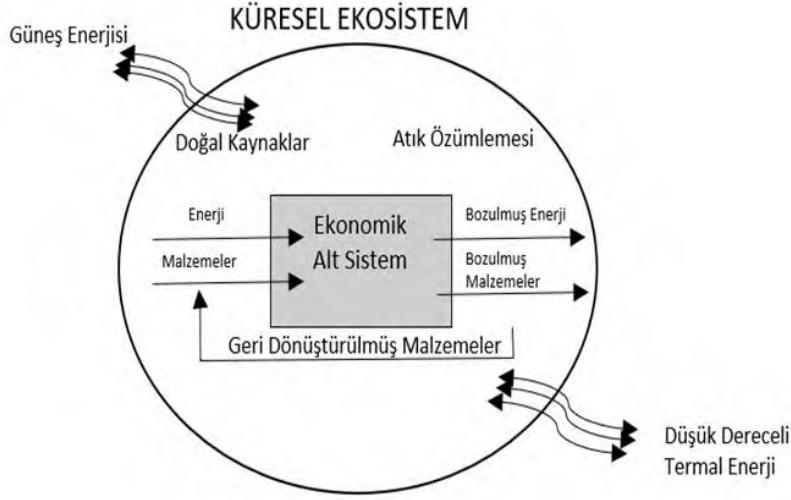 KÜRESEL EKOSİSTEM
Güneş Enerjisi
Doğal Kaynaklar
Atık Özümlemesi
Enerji
Malzemeler
Ekonomik
Alt Sistem
Bozulmuş Enerji
Bozulmuş
Malzemeler
Geri Dönüştürülmüş Malzemeler
Düşük Dereceli
Termal Enerji